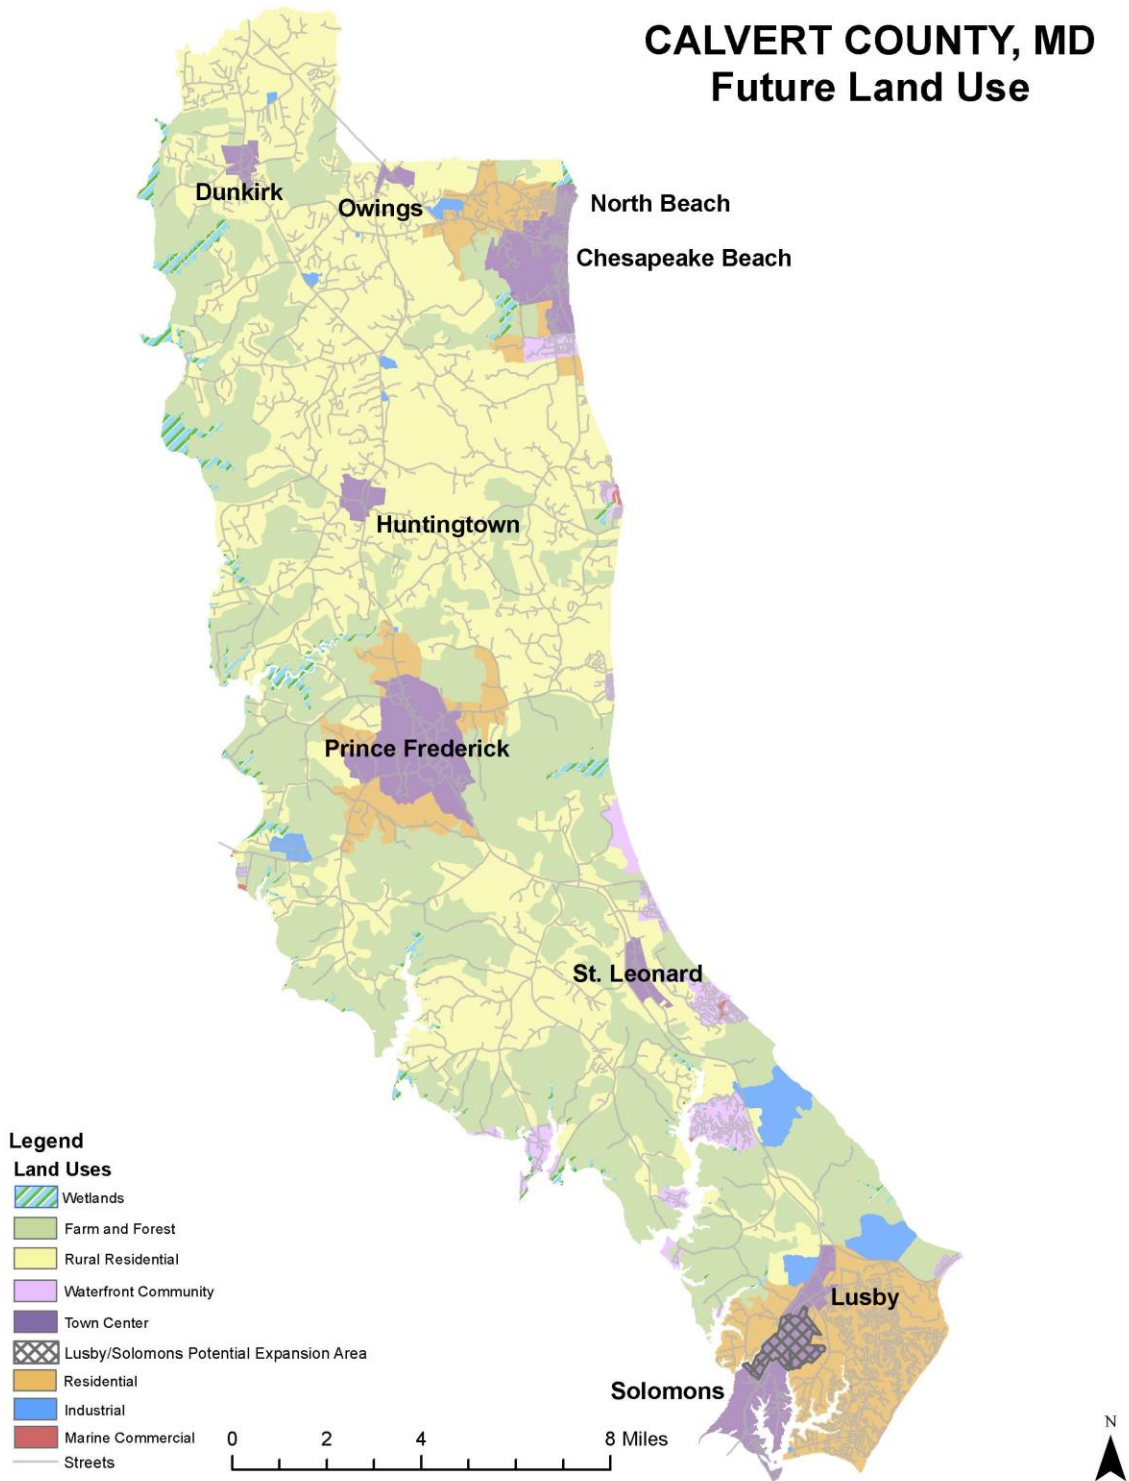 CALVERT COUNTY, MD
Future Land Use
Dunkirk
Owings
North Beach
Chesapeake Beach
Huntingtown
Prince Frederick
St. Leonard
Lusby
Solomons
Legend
Land Uses
Wetlands
Farm and Forest
Rural Residential
Waterfront Community
Town Center
Lusby/Solomons Potential Expansion Area
Residential
Industrial
Marine Commercial
Streets
0 2 4 8 Miles
N